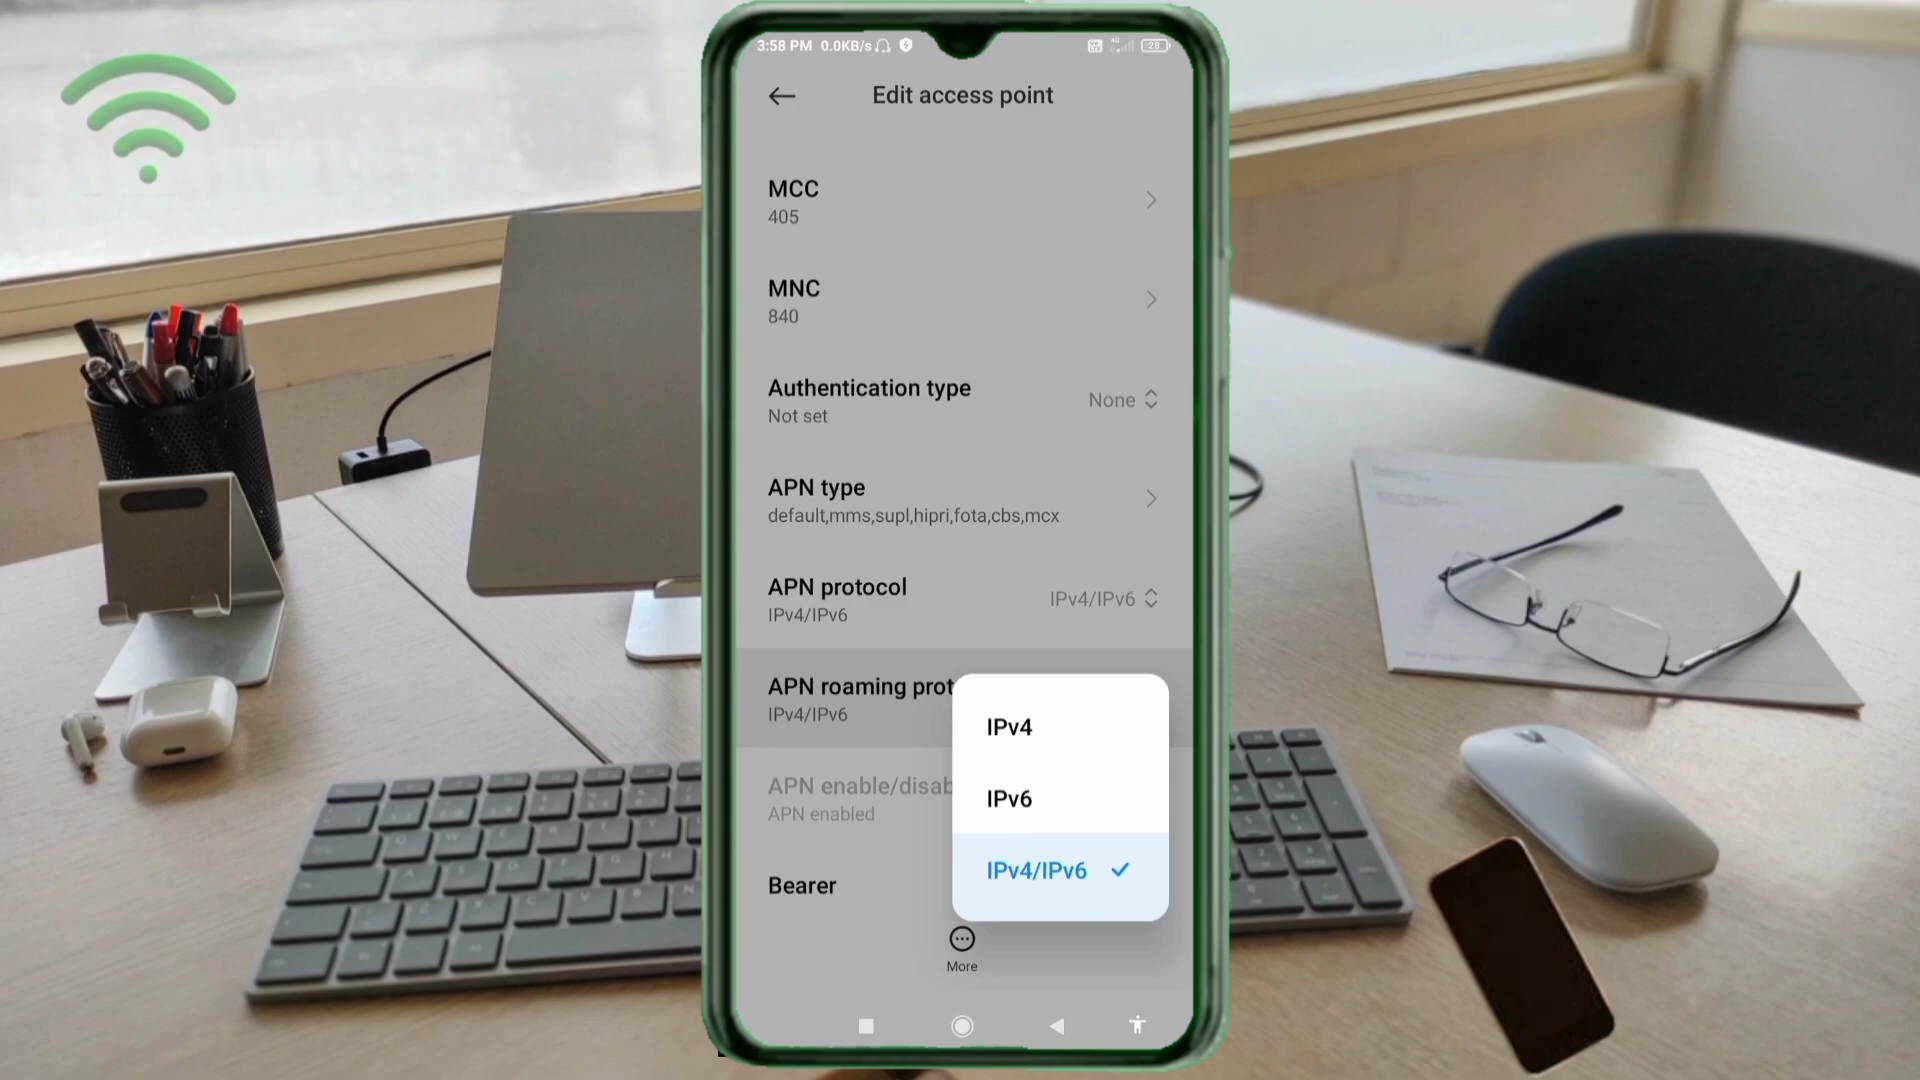 3:58 PM 0.0KB/s
28
Edit access point
MCC
405
MNC
840
Authentication type
Not set
None
APN type
default,mms,supl,hipri,fota,cbs,mcx
APN protocol
IPv4/IPv6
IPv4/IPv6
APN roaming prot
IPv4/IPv6
IPv4
IPv6
IPv4/IPv6
APN enable/disab
APN enabled
Bearer
More